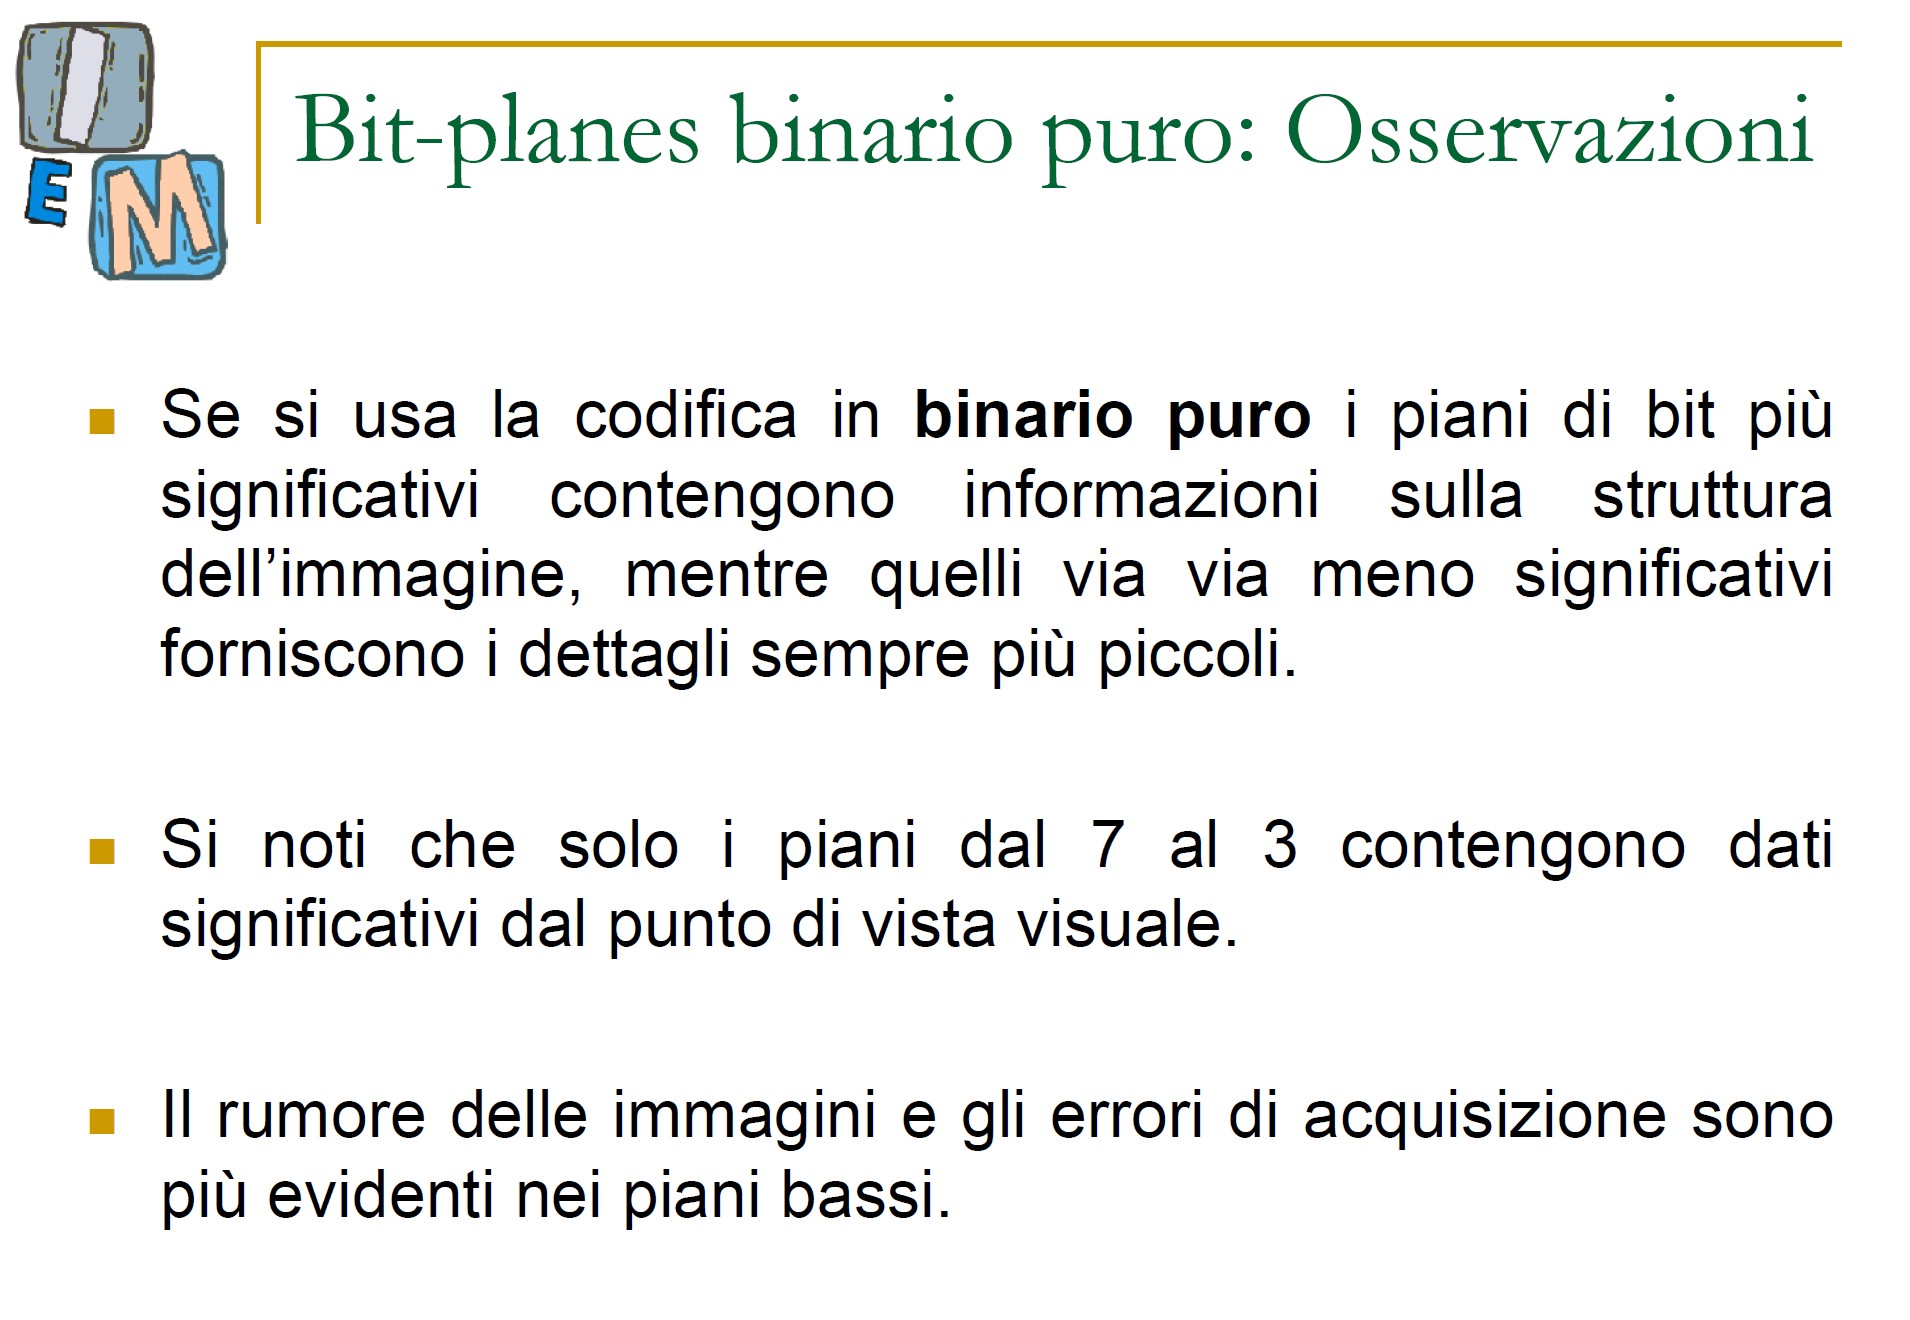 I
E
M
Bit-planes binario puro: Osservazioni
Se si usa la codifica in binario puro i piani di bit più
significativi contengono informazioni sulla struttura
dell’immagine, mentre quelli via via meno significativi
forniscono i dettagli sempre più piccoli.
Si noti che solo i piani dal 7 al 3 contengono dati
significativi dal punto di vista visuale.
Il rumore delle immagini e gli errori di acquisizione sono
più evidenti nei piani bassi.